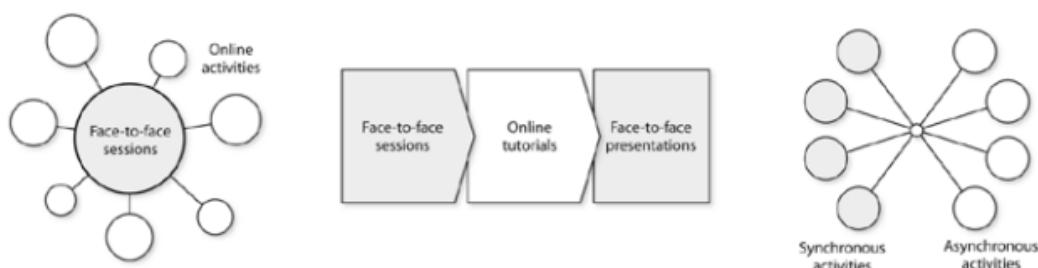 Online
activities
Face-to-face
sessions
Face-to-face
sessions
Online
tutorials
Face-to-face
presentations
Synchronous
activities
Asynchronous
activities